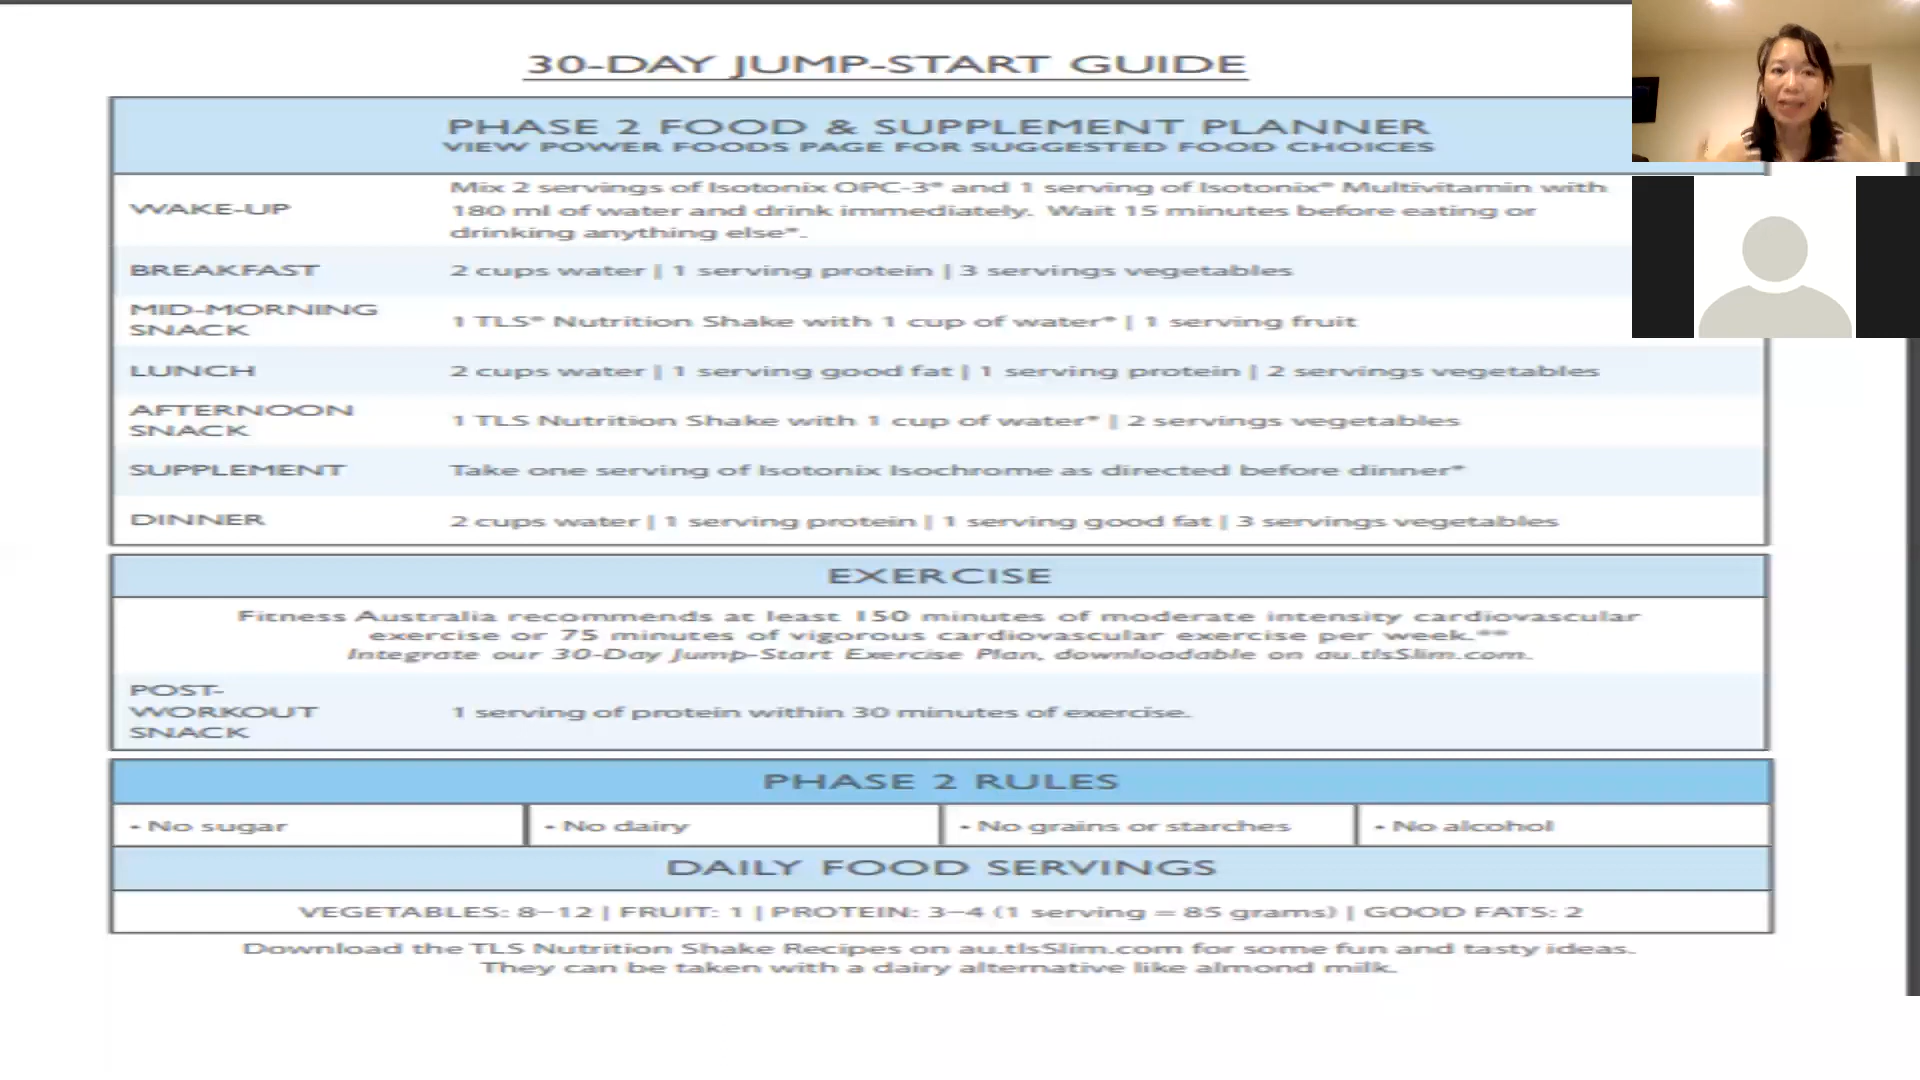 30-DAY JUMP-START GUIDE
PHASE 2 FOOD & SUPPLEMENT PLANNER
VIEW POWER FOODS PAGE FOR SUGGESTED FOOD CHOICES
WAKE-UP
Mix 2 servings of Isotonix OPC-3® and 1 serving of Isotonix® Multivitamin with
180 ml of water and drink immediately. Wait 15 minutes before eating or
drinking anything else*.
BREAKFAST
2 cups water | 1 serving protein | 3 servings vegetables
MID-MORNING
SNACK
1 TLS® Nutrition Shake with 1 cup of water* | 1 serving fruit
LUNCH
2 cups water | 1 serving good fat | 1 serving protein | 2 servings vegetables
AFTERNOON
SNACK
1 TLS Nutrition Shake with 1 cup of water* | 2 servings vegetables
SUPPLEMENT
Take one serving of Isotonix Isochrome as directed before dinner*
DINNER
2 cups water | 1 serving protein | 1 serving good fat | 3 servings vegetables
EXERCISE
Fitness Australia recommends at least 150 minutes of moderate intensity cardiovascular
exercise or 75 minutes of vigorous cardiovascular exercise per week.**
Integrate our 30-Day Jump-Start Exercise Plan, downloadable on au.tlsSlim.com.
POST-
WORKOUT
SNACK
1 serving of protein within 30 minutes of exercise.
PHASE 2 RULES
• No sugar
• No dairy
• No grains or starches
• No alcohol
DAILY FOOD SERVINGS
VEGETABLES: 8–12 | FRUIT: 1 | PROTEIN: 3–4 (1 serving = 85 grams) | GOOD FATS: 2
Download the TLS Nutrition Shake Recipes on au.tlsSlim.com for some fun and tasty ideas.
They can be taken with a dairy alternative like almond milk.